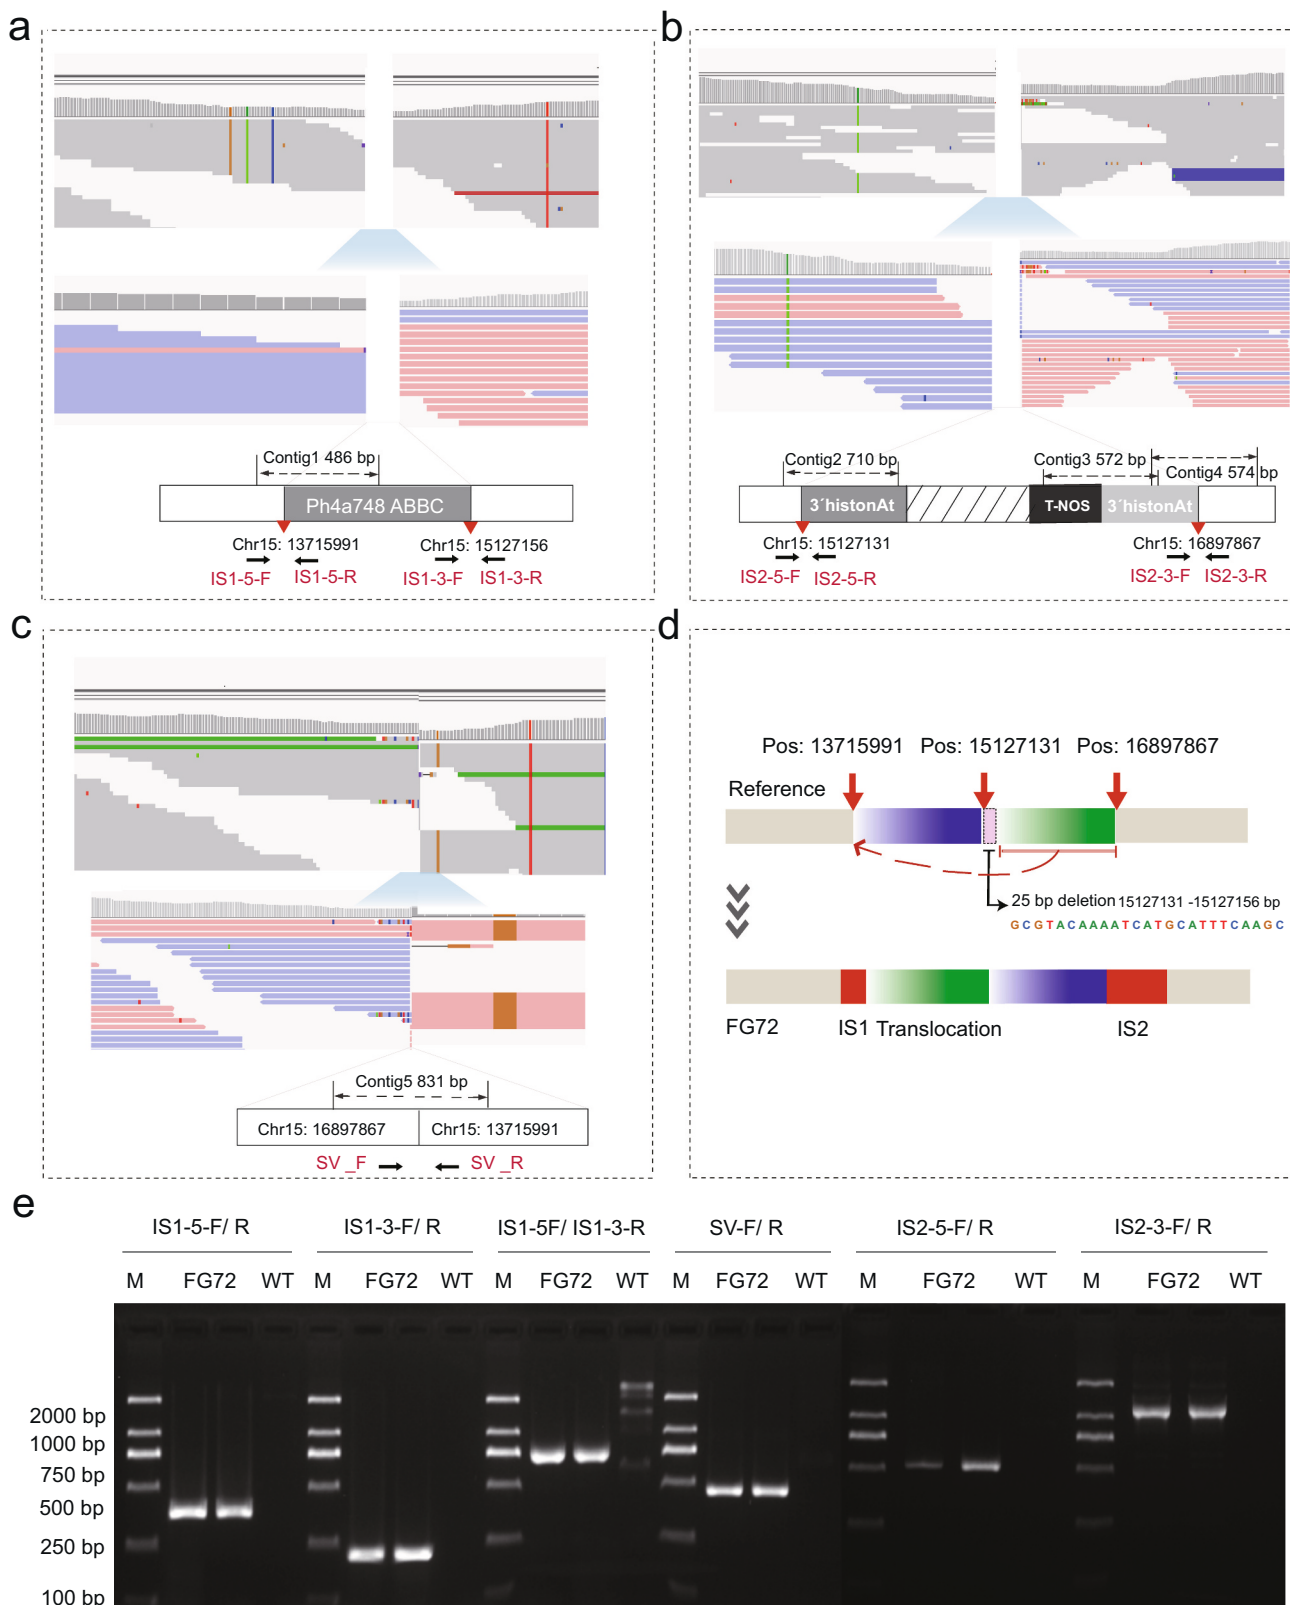 a
b
Contig1 486 bp
Ph4a748 ABBC
Chr15: 13715991
Chr15: 15127156
IS1-5-F
IS1-5-R
IS1-3-F
IS1-3-R
Contig2 710 bp
Contig3 572 bp
Contig4 574 bp
3´histonAt
T-NOS
3´histonAt
Chr15: 15127131
Chr15: 16897867
IS2-5-F
IS2-5-R
IS2-3-F
IS2-3-R
c
d
Contig5 831 bp
Chr15: 16897867
Chr15: 13715991
SV _F
SV _R
Pos: 13715991
Pos: 15127131
Pos: 16897867
Reference
25 bp deletion 15127131 -15127156 bp
GCGTACAAAATCATGCATTTCAAGC
FG72
IS1
Translocation
IS2
e
IS1-5-F/ R
IS1-3-F/ R
IS1-5F/ IS1-3-R
SV-F/ R
IS2-5-F/ R
IS2-3-F/ R
M FG72 WT M FG72 WT M FG72 WT M FG72 WT M FG72 WT M FG72 WT
2000 bp
1000 bp
750 bp
500 bp
250 bp
100 bp